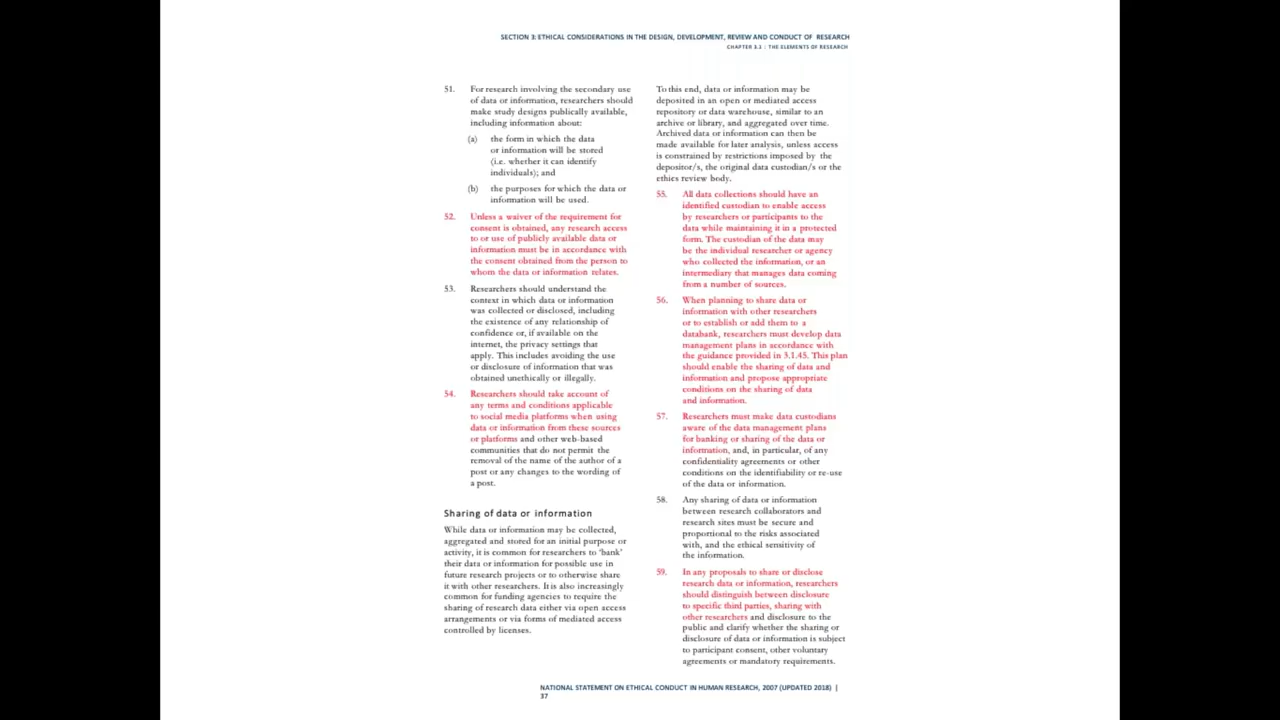 SECTION 3: ETHICAL CONSIDERATIONS IN THE DESIGN, DEVELOPMENT, REVIEW AND CONDUCT OF RESEARCH
CHAPTER 3.1 : THE ELEMENTS OF RESEARCH
51. For research involving the secondary use
of data or information, researchers should
make study designs publically available,
including information about:
(a) the form in which the data
or information will be stored
(i.e. whether it can identify
individuals); and
(b) the purposes for which the data or
information will be used.
52. Unless a waiver of the requirement for
consent is obtained, any research access
to or use of publicly available data or
information must be in accordance with
the consent obtained from the person to
whom the data or information relates.
53. Researchers should understand the
context in which data or information
was collected or disclosed, including
the existence of any relationship of
confidence or, if available on the
internet, the privacy settings that
apply. This includes avoiding the use
or disclosure of information that was
obtained unethically or illegally.
54. Researchers should take account of
any terms and conditions applicable
to social media platforms when using
data or information from these sources
or platforms and other web-based
communities that do not permit the
removal of the name of the author of a
post or any changes to the wording of
a post.
Sharing of data or information
While data or information may be collected,
aggregated and stored for an initial purpose or
activity, it is common for researchers to ‘bank’
their data or information for possible use in
future research projects or to otherwise share
it with other researchers. It is also increasingly
common for funding agencies to require the
sharing of research data either via open access
arrangements or via forms of mediated access
controlled by licenses.
To this end, data or information may be
deposited in an open or mediated access
repository or data warehouse, similar to an
archive or library, and aggregated over time.
Archived data or information can then be
made available for later analysis, unless access
is constrained by restrictions imposed by the
depositor/s, the original data custodian/s or the
ethics review body.
55. All data collections should have an
identified custodian to enable access
by researchers or participants to the
data while maintaining it in a protected
form. The custodian of the data may
be the individual researcher or agency
who collected the information, or an
intermediary that manages data coming
from a number of sources.
56. When planning to share data or
information with other researchers
or to establish or add them to a
databank, researchers must develop data
management plans in accordance with
the guidance provided in 3.1.45. This plan
should enable the sharing of data and
information and propose appropriate
conditions on the sharing of data
and information.
57. Researchers must make data custodians
aware of the data management plans
for banking or sharing of the data or
information, and, in particular, of any
confidentiality agreements or other
conditions on the identifiability or re-use
of the data or information.
58. Any sharing of data or information
between research collaborators and
research sites must be secure and
proportional to the risks associated
with, and the ethical sensitivity of
the information.
59. In any proposals to share or disclose
research data or information, researchers
should distinguish between disclosure
to specific third parties, sharing with
other researchers and disclosure to the
public and clarify whether the sharing or
disclosure of data or information is subject
to participant consent, other voluntary
agreements or mandatory requirements.
NATIONAL STATEMENT ON ETHICAL CONDUCT IN HUMAN RESEARCH, 2007 (UPDATED 2018) |
37